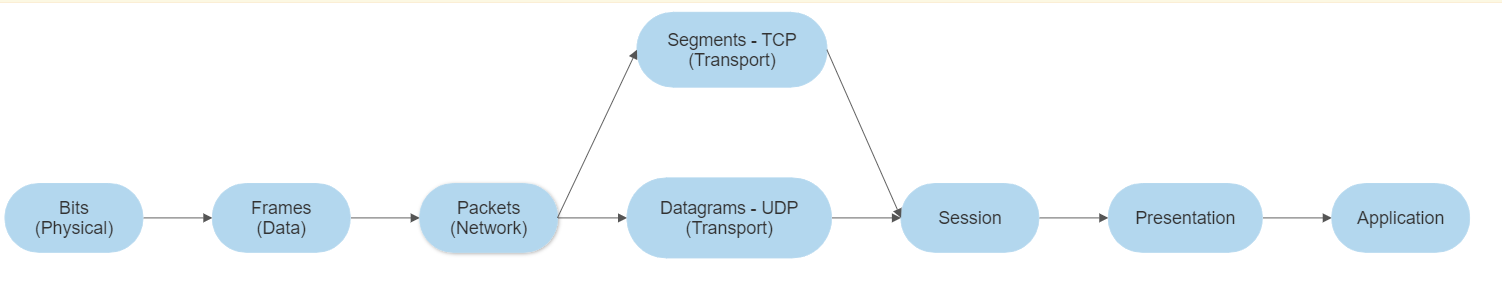 Segments - TCP
(Transport)
Bits
(Physical)
Frames
(Data)
Packets
(Network)
Datagrams - UDP
(Transport)
Session
Presentation
Application